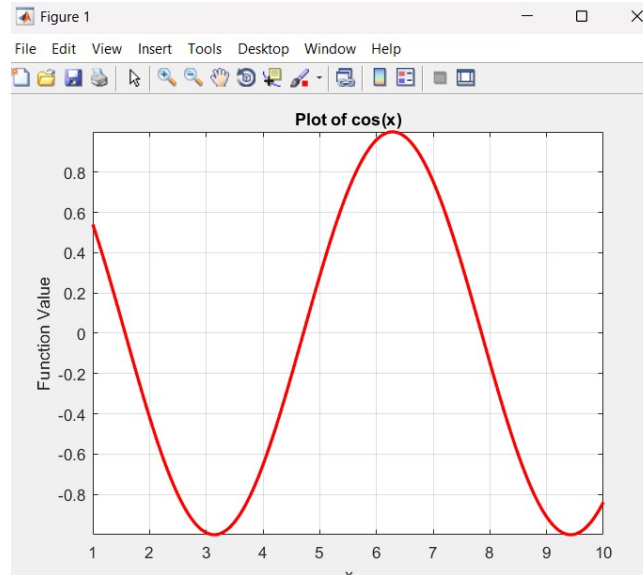 Figure 1
File Edit View Insert Tools Desktop Window Help
Plot of cos(x)
0.8
0.6
0.4
0.2
0
-0.2
-0.4
-0.6
-0.8
Function Value
1 2 3 4 5 6 7 8 9 10
x